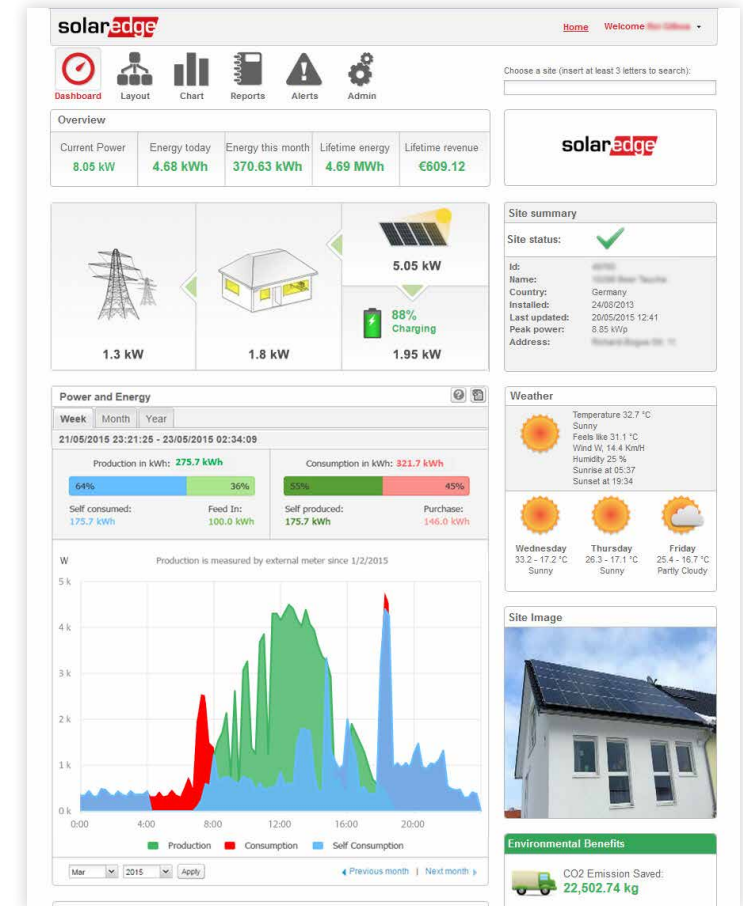 solaredge
Home Welcome
Dashboard Layout Chart Reports Alerts Admin
Choose a site (insert at least 3 letters to search):
Overview
Current Power Energy today Energy this month Lifetime energy Lifetime revenue
8.05 kW 4.68 kWh 370.63 kWh 4.69 MWh €609.12
solaredge
5.05 kW
88%
Charging
1.3 kW 1.8 kW 1.95 kW
Site summary
Site status:
Id:
Name:
Country: Germany
Installed: 24/08/2013
Last updated: 20/05/2015 12:41
Peak power: 8.85 kWp
Address:
Power and Energy
?
Week Month Year
21/05/2015 23:21:25 - 23/05/2015 02:34:09
Production in kWh: 275.7 kWh Consumption in kWh: 321.7 kWh
64% 36% 55% 45%
Self consumed: Feed In: Self produced: Purchase:
175.7 kWh 100.0 kWh 175.7 kWh 146.0 kWh
W Production is measured by external meter since 1/2/2015
5 k
4 k
3 k
2 k
1 k
0 k
0:00 4:00 8:00 12:00 16:00 20:00
Production Consumption Self Consumption
Mar 2015 Apply Previous month | Next month
Weather
Temperature 32.7 °C
Sunny
Feels like 31.1 °C
Wind W, 14.4 Km/H
Humidity 25 %
Sunrise at 05:37
Sunset at 19:34
Wednesday Thursday Friday
33.2 - 17.2 °C 26.3 - 17.1 °C 25.4 - 16.7 °C
Sunny Sunny Partly Cloudy
Site Image
Environmental Benefits
CO2 Emission Saved:
22,502.74 kg